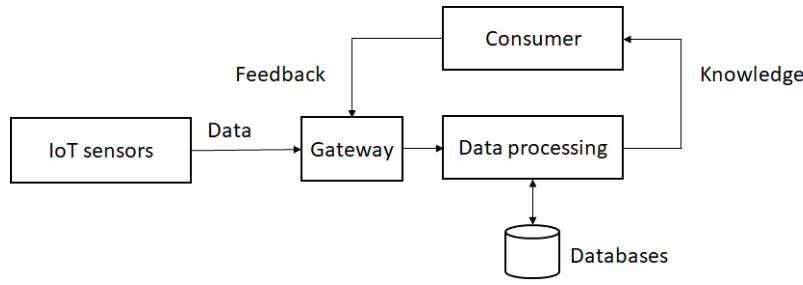 Consumer
Feedback
Knowledge
Data
IoT sensors
Gateway
Data processing
Databases